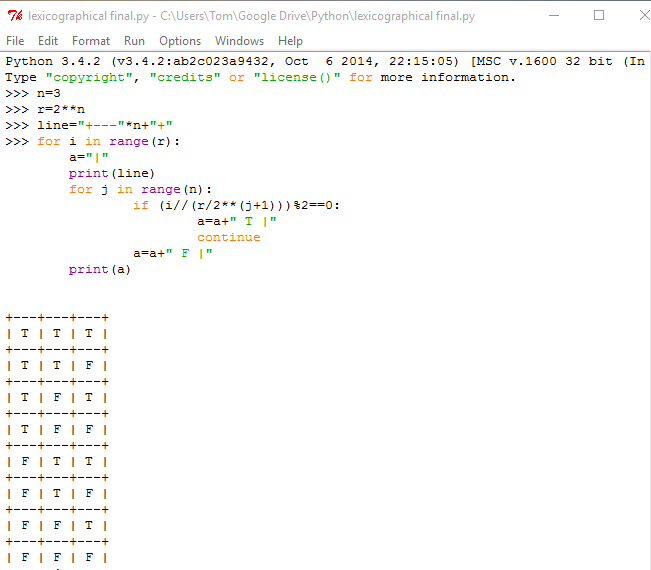 lexicographical final.py - C:\Users\Tom\Google Drive\Python\lexicographical final.py
File Edit Format Run Options Windows Help
Python 3.4.2 (v3.4.2:ab2c023a9432, Oct  6 2014, 22:15:05) [MSC v.1600 32 bit (In
Type "copyright", "credits" or "license()" for more information.
>>> n=3
>>> r=2**n
>>> line="+---"*n+"+"
>>> for i in range(r):
        a="|"
        print(line)
        for j in range(n):
                if (i//(r/2**(j+1)))%2==0:
                        a=a+" T |"
                        continue
                a=a+" F |"
        print(a)
+---+---+---+
| T | T | T |
+---+---+---+
| T | T | F |
+---+---+---+
| T | F | T |
+---+---+---+
| T | F | F |
+---+---+---+
| F | T | T |
+---+---+---+
| F | T | F |
+---+---+---+
| F | F | T |
+---+---+---+
| F | F | F |